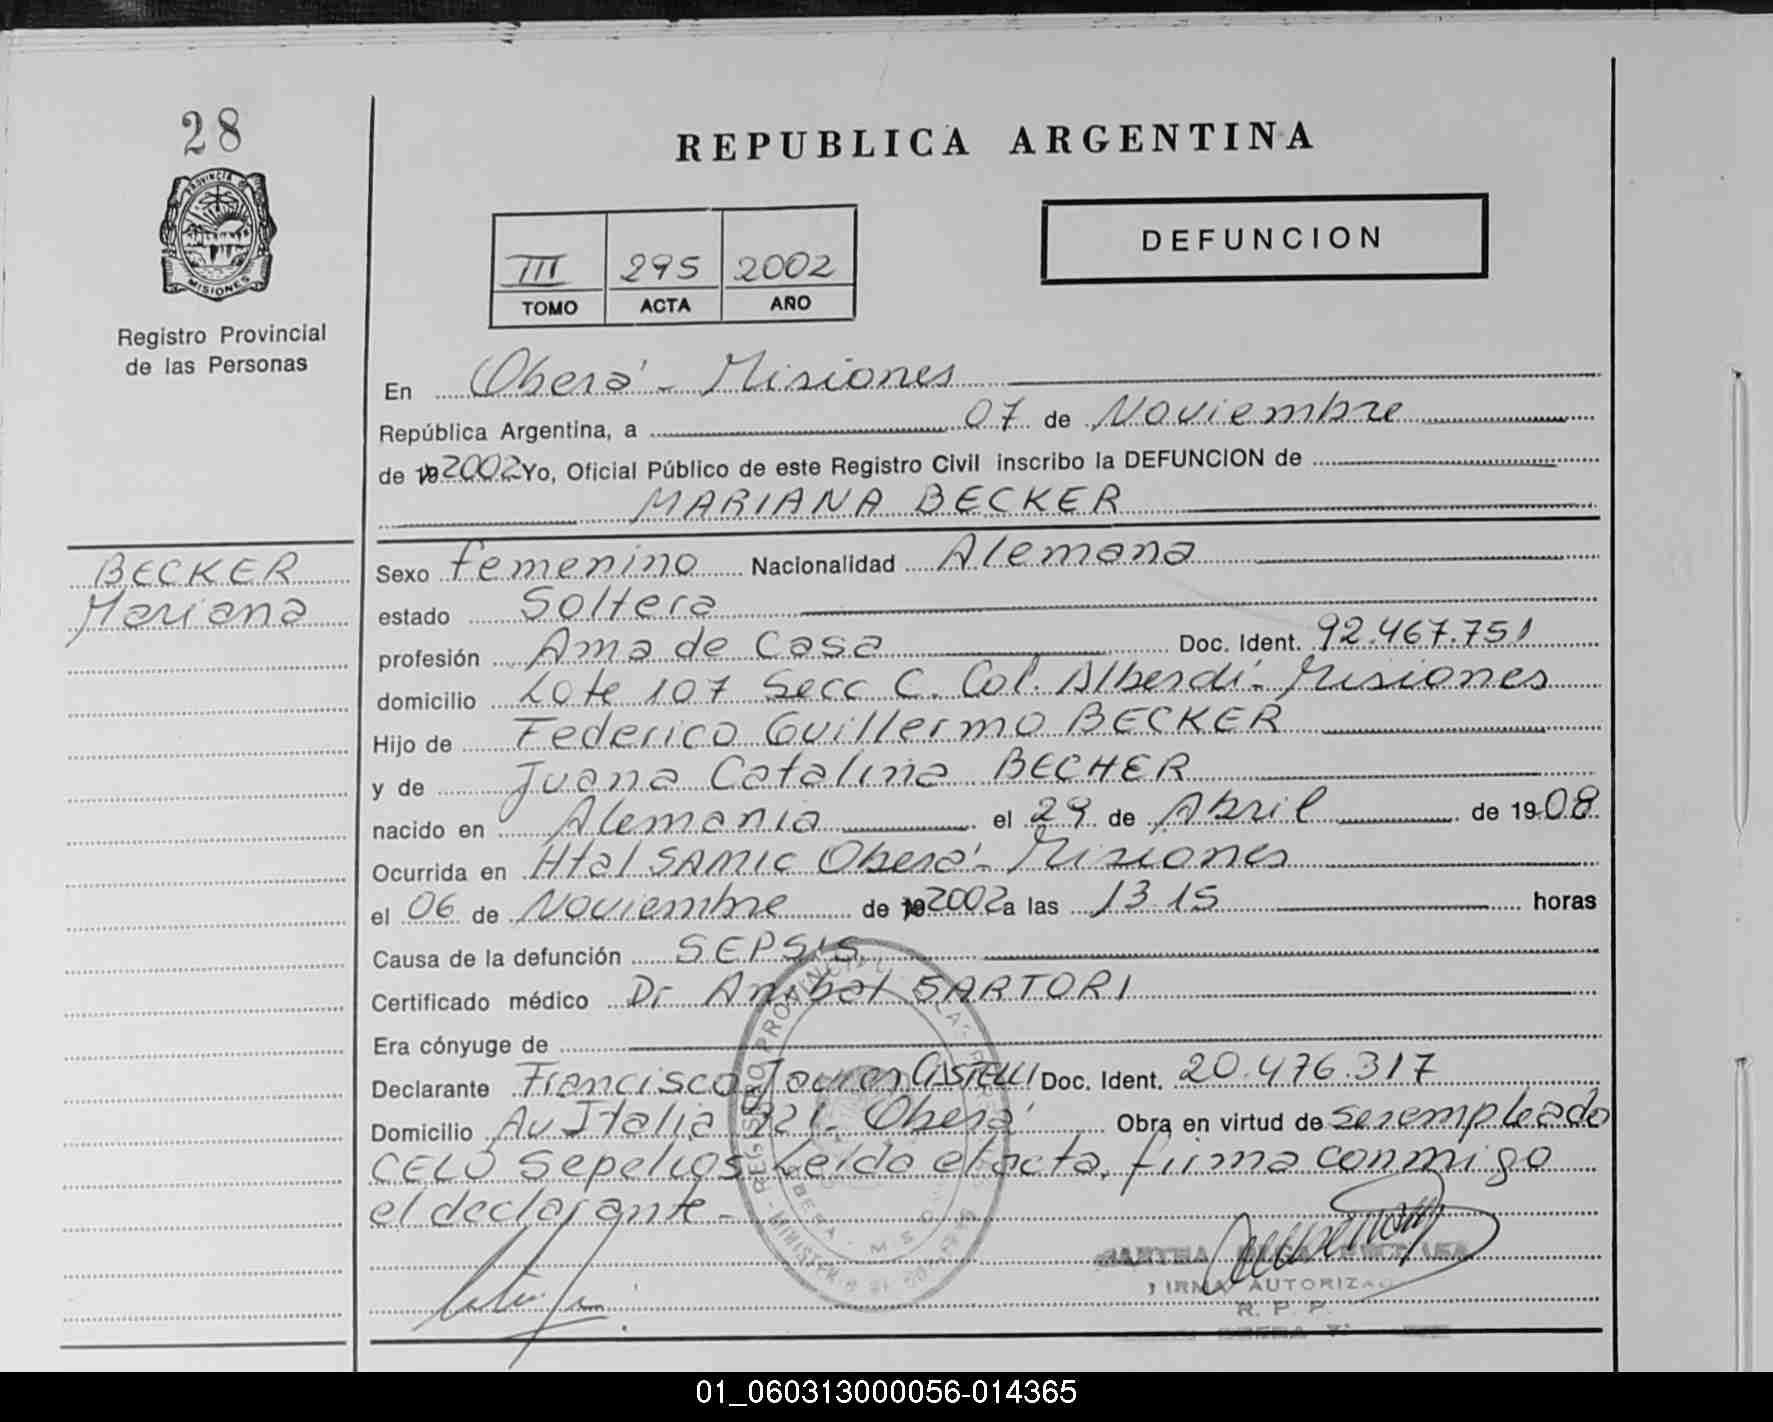 28
PROVINCIA DE
MISIONES
Registro Provincial
de las Personas
REPUBLICA ARGENTINA
III 295 2002
TOMO ACTA AÑO
DEFUNCION
En Oberá - Misiones
República Argentina, a 07 de Noviembre
de 192002 Yo, Oficial Público de este Registro Civil inscribo la DEFUNCION de
MARIANA BECKER
BECKER
Mariana
Sexo femenino Nacionalidad Alemana
estado Soltera
profesión Ama de Casa Doc. Ident. 92.467.751
domicilio Lote 107 Secc C. Col. Alberdi - Misiones
Hijo de Federico Guillermo BECKER
y de Juana Catalina BECHER
nacido en Alemania el 29 de Abril de 1908
Ocurrida en Htal SAMIC Oberá - Misiones
el 06 de Noviembre de 192002 a las 13 15 horas
Causa de la defunción SEPSIS
Certificado médico Dr Anibal SARTORI
Era cónyuge de
Declarante Francisco Javier CASTELLI Doc. Ident. 20.476.317
Domicilio Av Italia 921 - Oberá Obra en virtud de ser empleado
CELO Sepelios Leída el acta, firma conmigo
el declarante -
FIRMA AUTORIZADA
R. P. P.
01_060313000056-014365